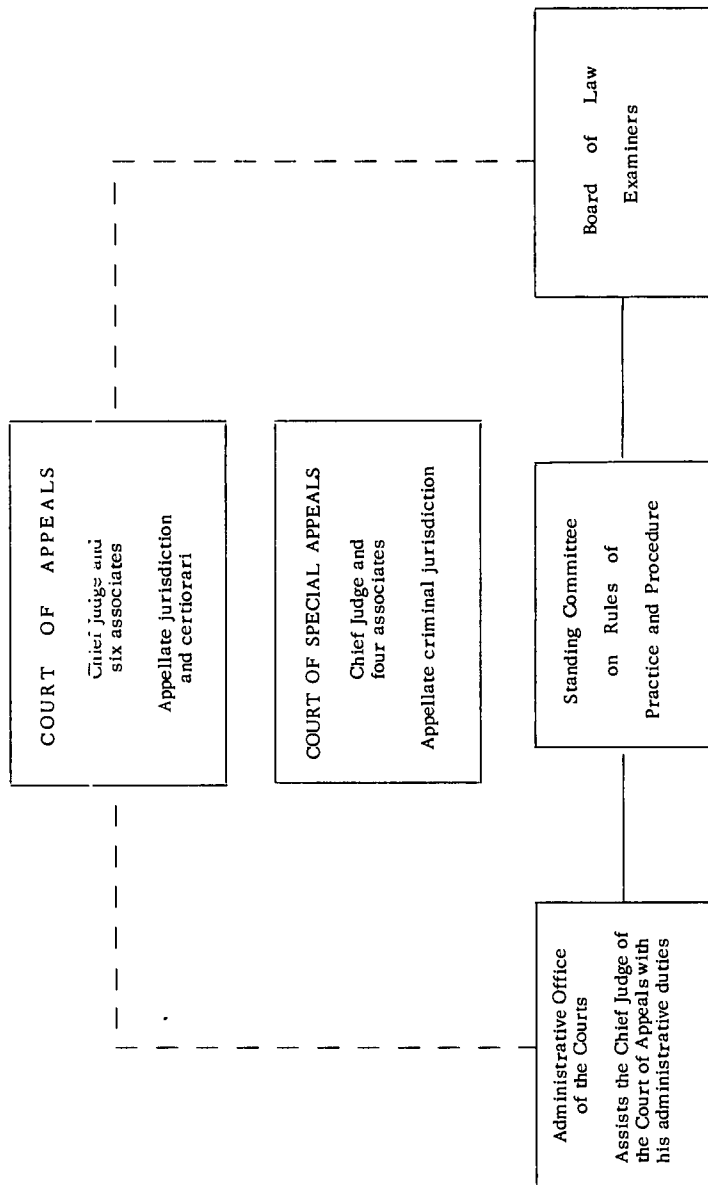 COURT OF APPEALS
Chief Judge and
six associates
Appellate jurisdiction
and certiorari
COURT OF SPECIAL APPEALS
Chief Judge and
four associates
Appellate criminal jurisdiction
Administrative Office
of the Courts
Assists the Chief Judge of
the Court of Appeals with
his administrative duties
Standing Committee
on Rules of
Practice and Procedure
Board of Law
Examiners